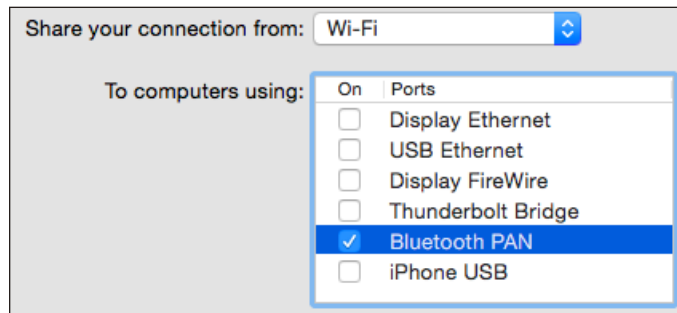 Share your connection from: Wi-Fi
To computers using: On Ports
Display Ethernet
USB Ethernet
Display FireWire
Thunderbolt Bridge
Bluetooth PAN
iPhone USB